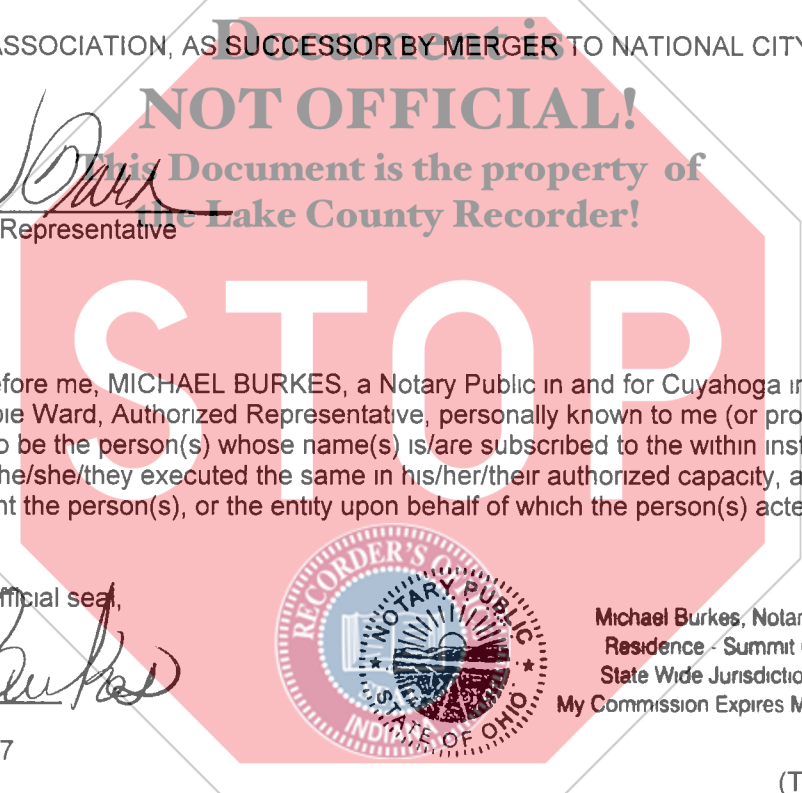 Document is
ASSOCIATION, AS SUCCESSOR BY MERGER TO NATIONAL CITY
NOT OFFICIAL!
This Document is the property of
the Lake County Recorder!
Ward
Representative
STOP
efore me, MICHAEL BURKES, a Notary Public in and for Cuyahoga in
bie Ward, Authorized Representative, personally known to me (or pro
o be the person(s) whose name(s) is/are subscribed to the within inst
he/she/they executed the same in his/her/their authorized capacity, a
nt the person(s), or the entity upon behalf of which the person(s) acte
RECORDER'S
INDIANA
NOTARY PUBLIC
STATE OF OHIO
fficial seal,
Michael Burkes, Notar
Residence - Summit
State Wide Jurisdictio
My Commission Expires M
7
(T